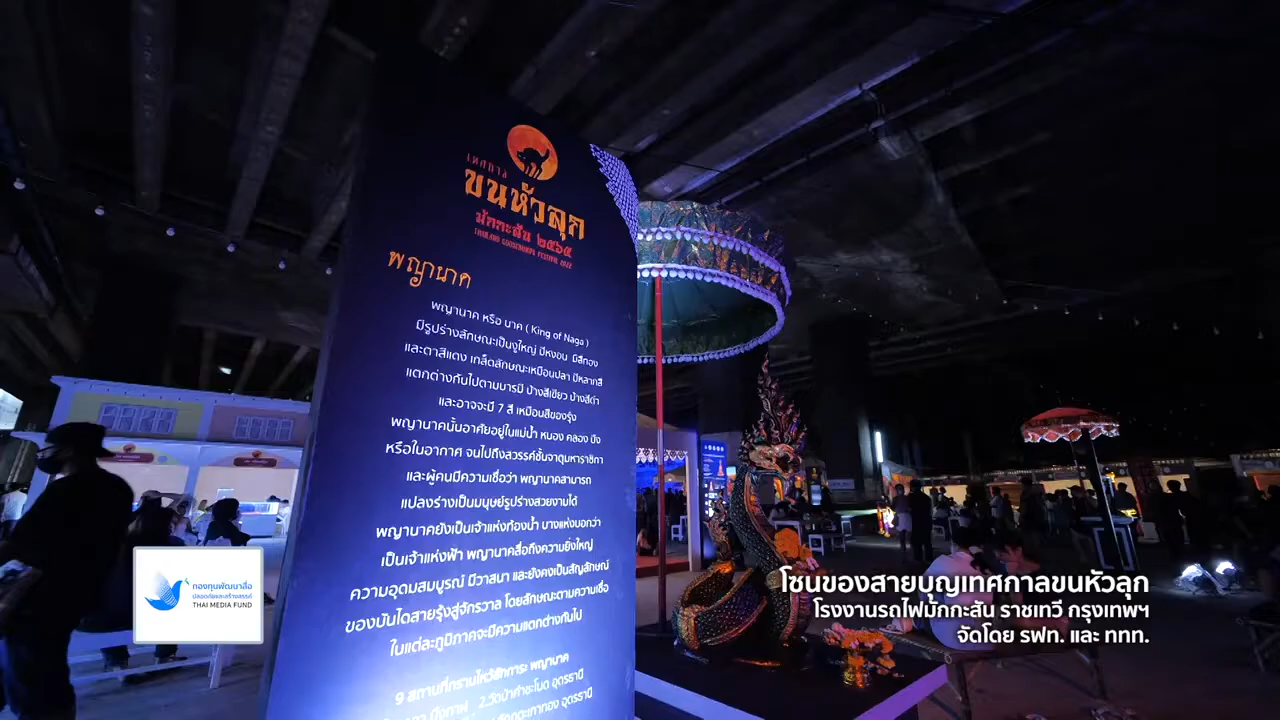 เทศกาล
ขนหัวลุก
มักกะสัน ๒๕๖๕
THAILAND GOOSEBUMPS FESTIVAL 2022
พญานาค
พญานาค หรือ นาค ( King of Naga )
มีรูปร่างลักษณะเป็นงูใหญ่ มีหงอน มีสีทอง
และตาสีแดง เกล็ดลักษณะเหมือนปลา มีหลากสี
แตกต่างกันไปตามบารมี บ้างสีเขียว บ้างสีดำ
และอาจจะมี 7 สี เหมือนสีของรุ้ง
พญานาคนั้นอาศัยอยู่ในแม่น้ำ หนอง คลอง บึง
หรือในอากาศ จนไปถึงสวรรค์ชั้นจาตุมหาราชิกา
และผู้คนมีความเชื่อว่า พญานาคสามารถ
แปลงร่างเป็นมนุษย์รูปร่างสวยงามได้
พญานาคยังเป็นเจ้าแห่งท้องน้ำ บางแห่งบอกว่า
เป็นเจ้าแห่งฟ้า พญานาคสื่อถึงความยิ่งใหญ่
ความอุดมสมบูรณ์ มีวาสนา และยังคงเป็นสัญลักษณ์
ของบันไดสายรุ้งสู่จักรวาล โดยลักษณะตามความเชื่อ
ในแต่ละภูมิภาคจะมีความแตกต่างกันไป
9 สถานที่กราบไหว้สักการะ พญานาค
บึงกาฬ 2.วัดป่าคำชะโนด อุดรธานี
อุดรธานี
กองทุนพัฒนาสื่อ
ปลอดภัยและสร้างสรรค์
THAI MEDIA FUND
โซนของสายบุญเทศกาลขนหัวลุก
โรงงานรถไฟมักกะสัน ราชเทวี กรุงเทพฯ
จัดโดย รฟท. และ ททท.